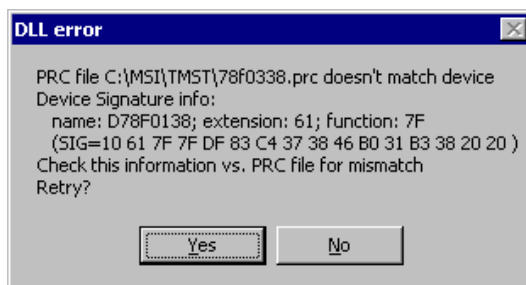 DLL error
PRC file C:\MSI\TMST\78f0338.prc doesn't match device
Device Signature info:
name: D78F0138; extension: 61; function: 7F
(SIG=10 61 7F 7F DF 83 C4 37 38 46 B0 31 B3 38 20 20 )
Check this information vs. PRC file for mismatch
Retry?
Yes
No